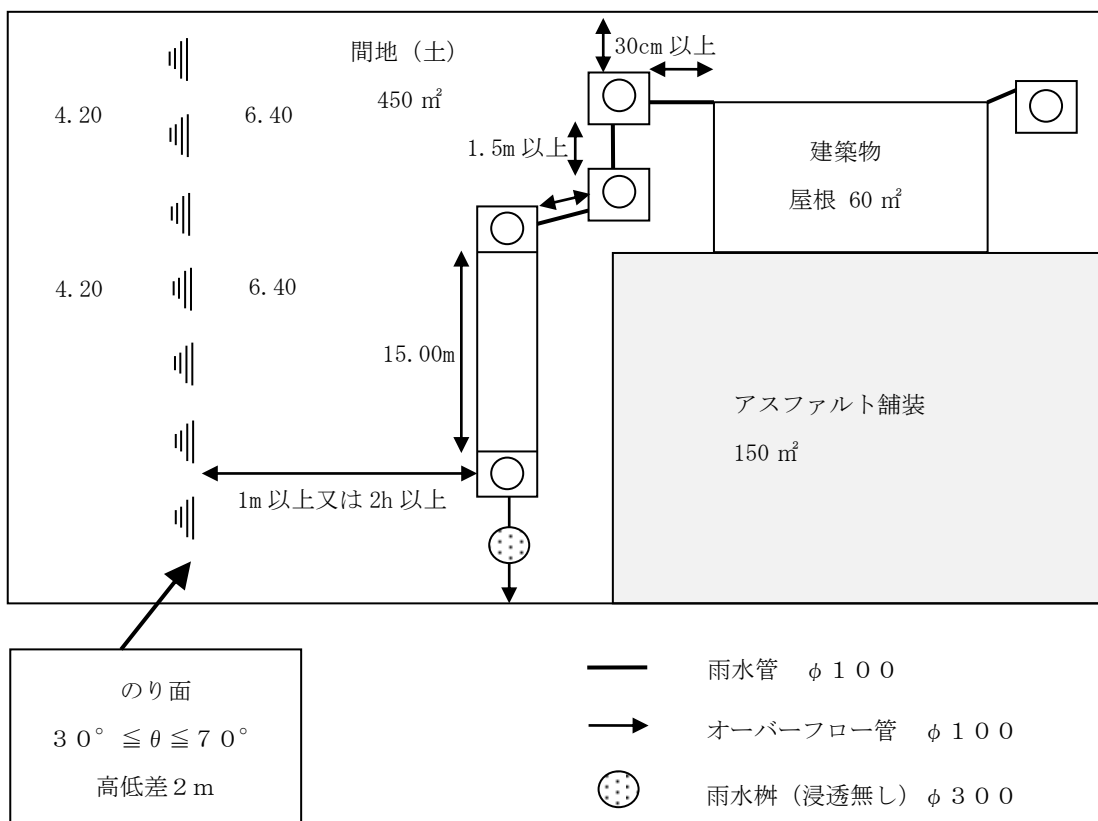 間地（土）
450 ㎡
30cm 以上
4.20
6.40
1.5m 以上
建築物
屋根 60 ㎡
4.20
6.40
15.00m
アスファルト舗装
150 ㎡
1m 以上又は 2h 以上
のり面
３０°≦θ≦７０°
高低差２ｍ
雨水管　φ１００
オーバーフロー管　φ１００
雨水桝（浸透無し）φ３００